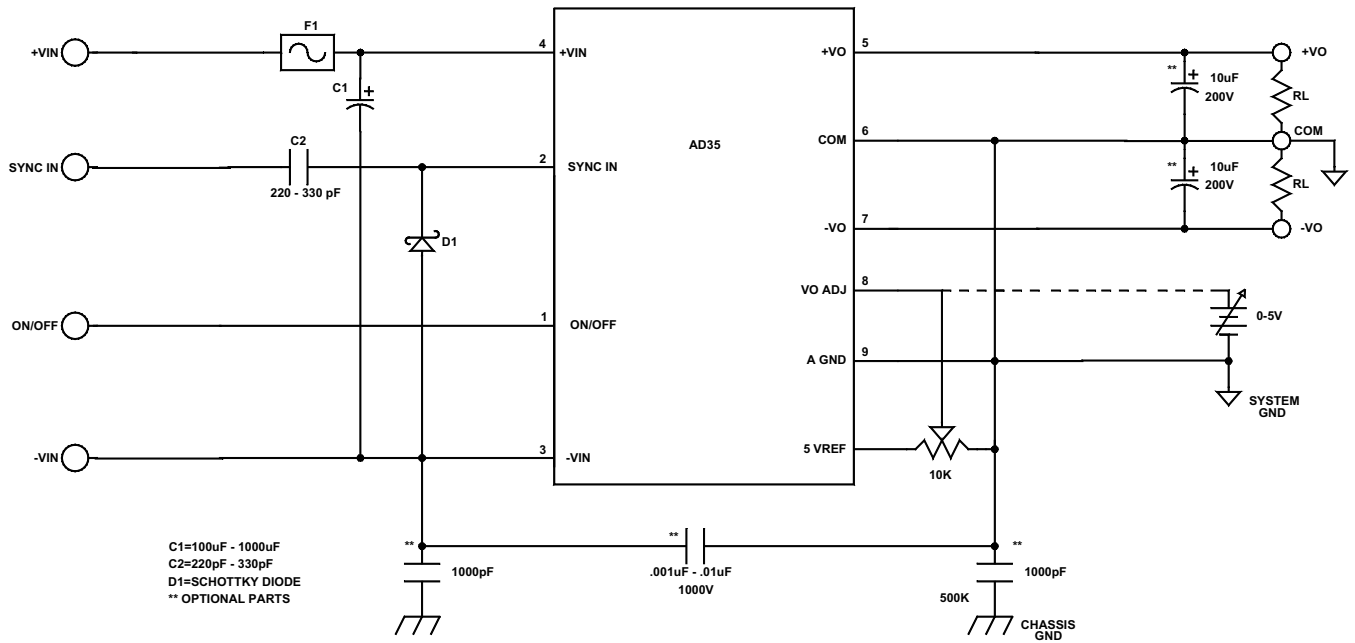 F1
+VIN
4
+VIN
C1
+
C2
SYNC IN
2
SYNC IN
220 - 330 pF
D1
ON/OFF
1
ON/OFF
-VIN
3
-VIN
AD35
+VO
5
+VO
**
+
10uF
200V
RL
COM
6
COM
**
+
10uF
200V
RL
-VO
7
-VO
VO ADJ
8
0-5V
A GND
9
SYSTEM
GND
5 VREF
10K
C1=100uF - 1000uF
C2=220pF - 330pF
D1=SCHOTTKY DIODE
** OPTIONAL PARTS
**
1000pF
**
.001uF - .01uF
1000V
**
1000pF
500K
CHASSIS
GND